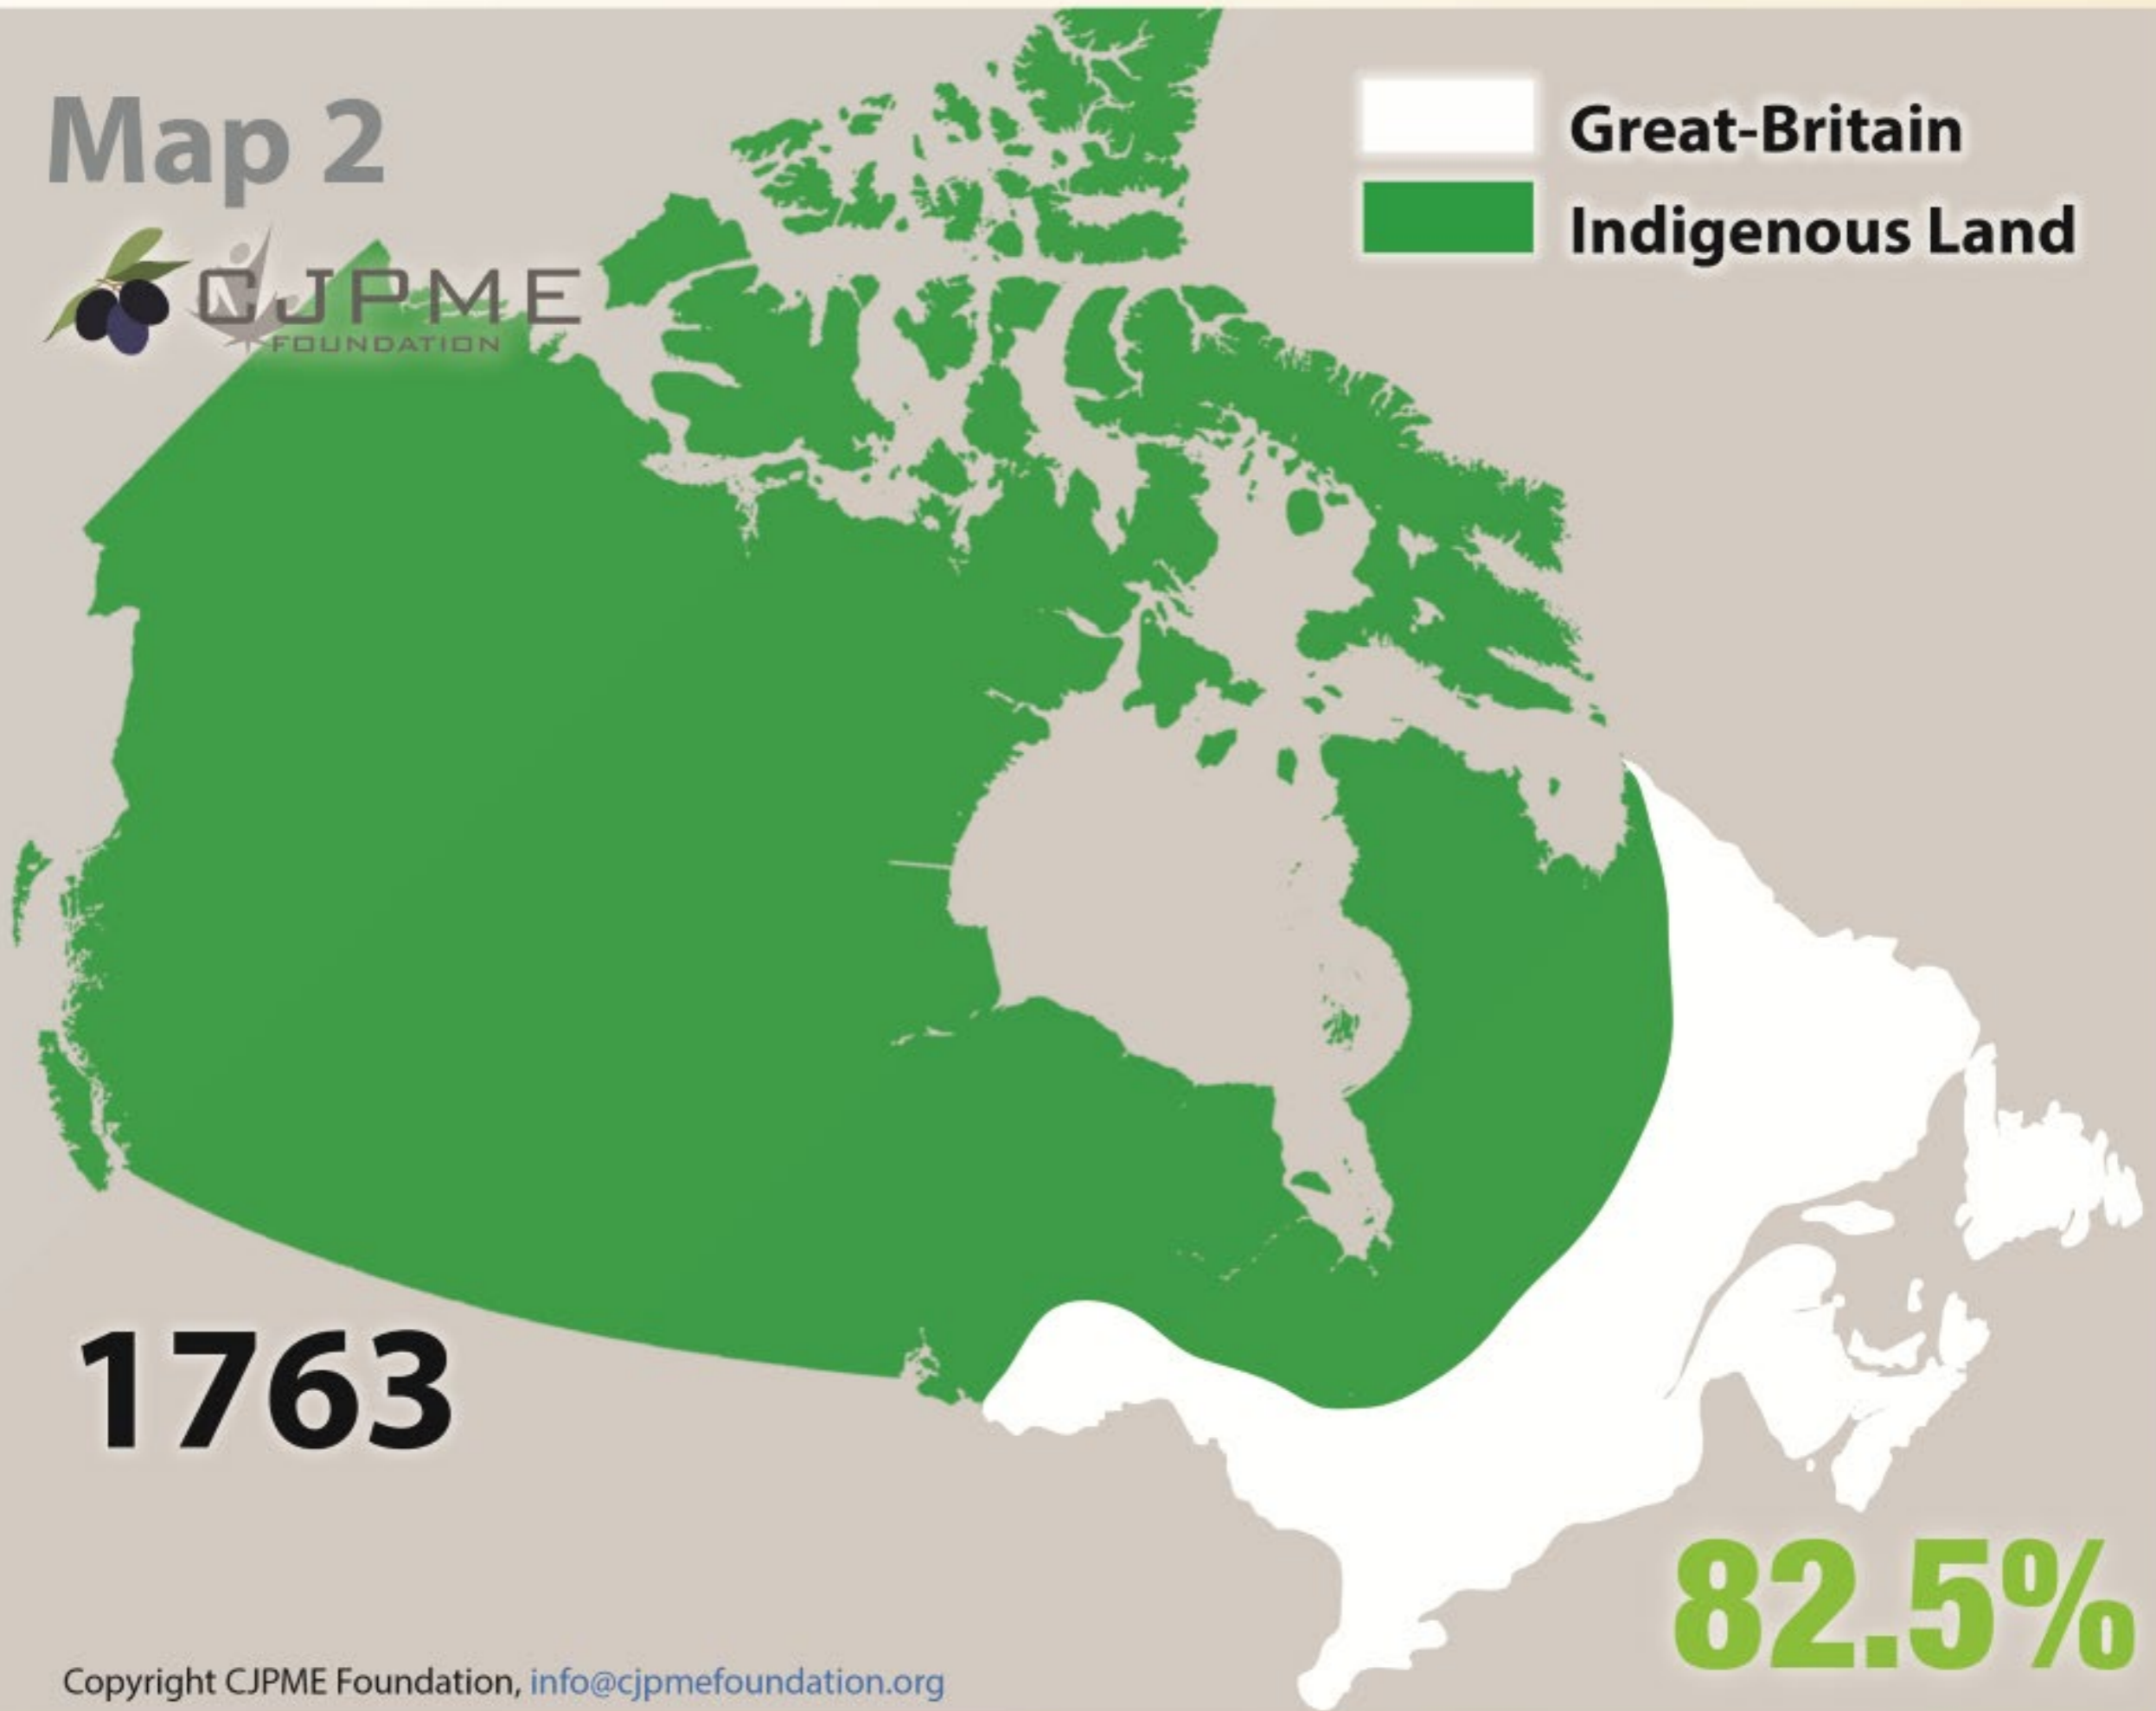 Map 2
CJPME
FOUNDATION
Great-Britain
Indigenous Land
1763
82.5%
Copyright CJPME Foundation, info@cjpmefoundation.org